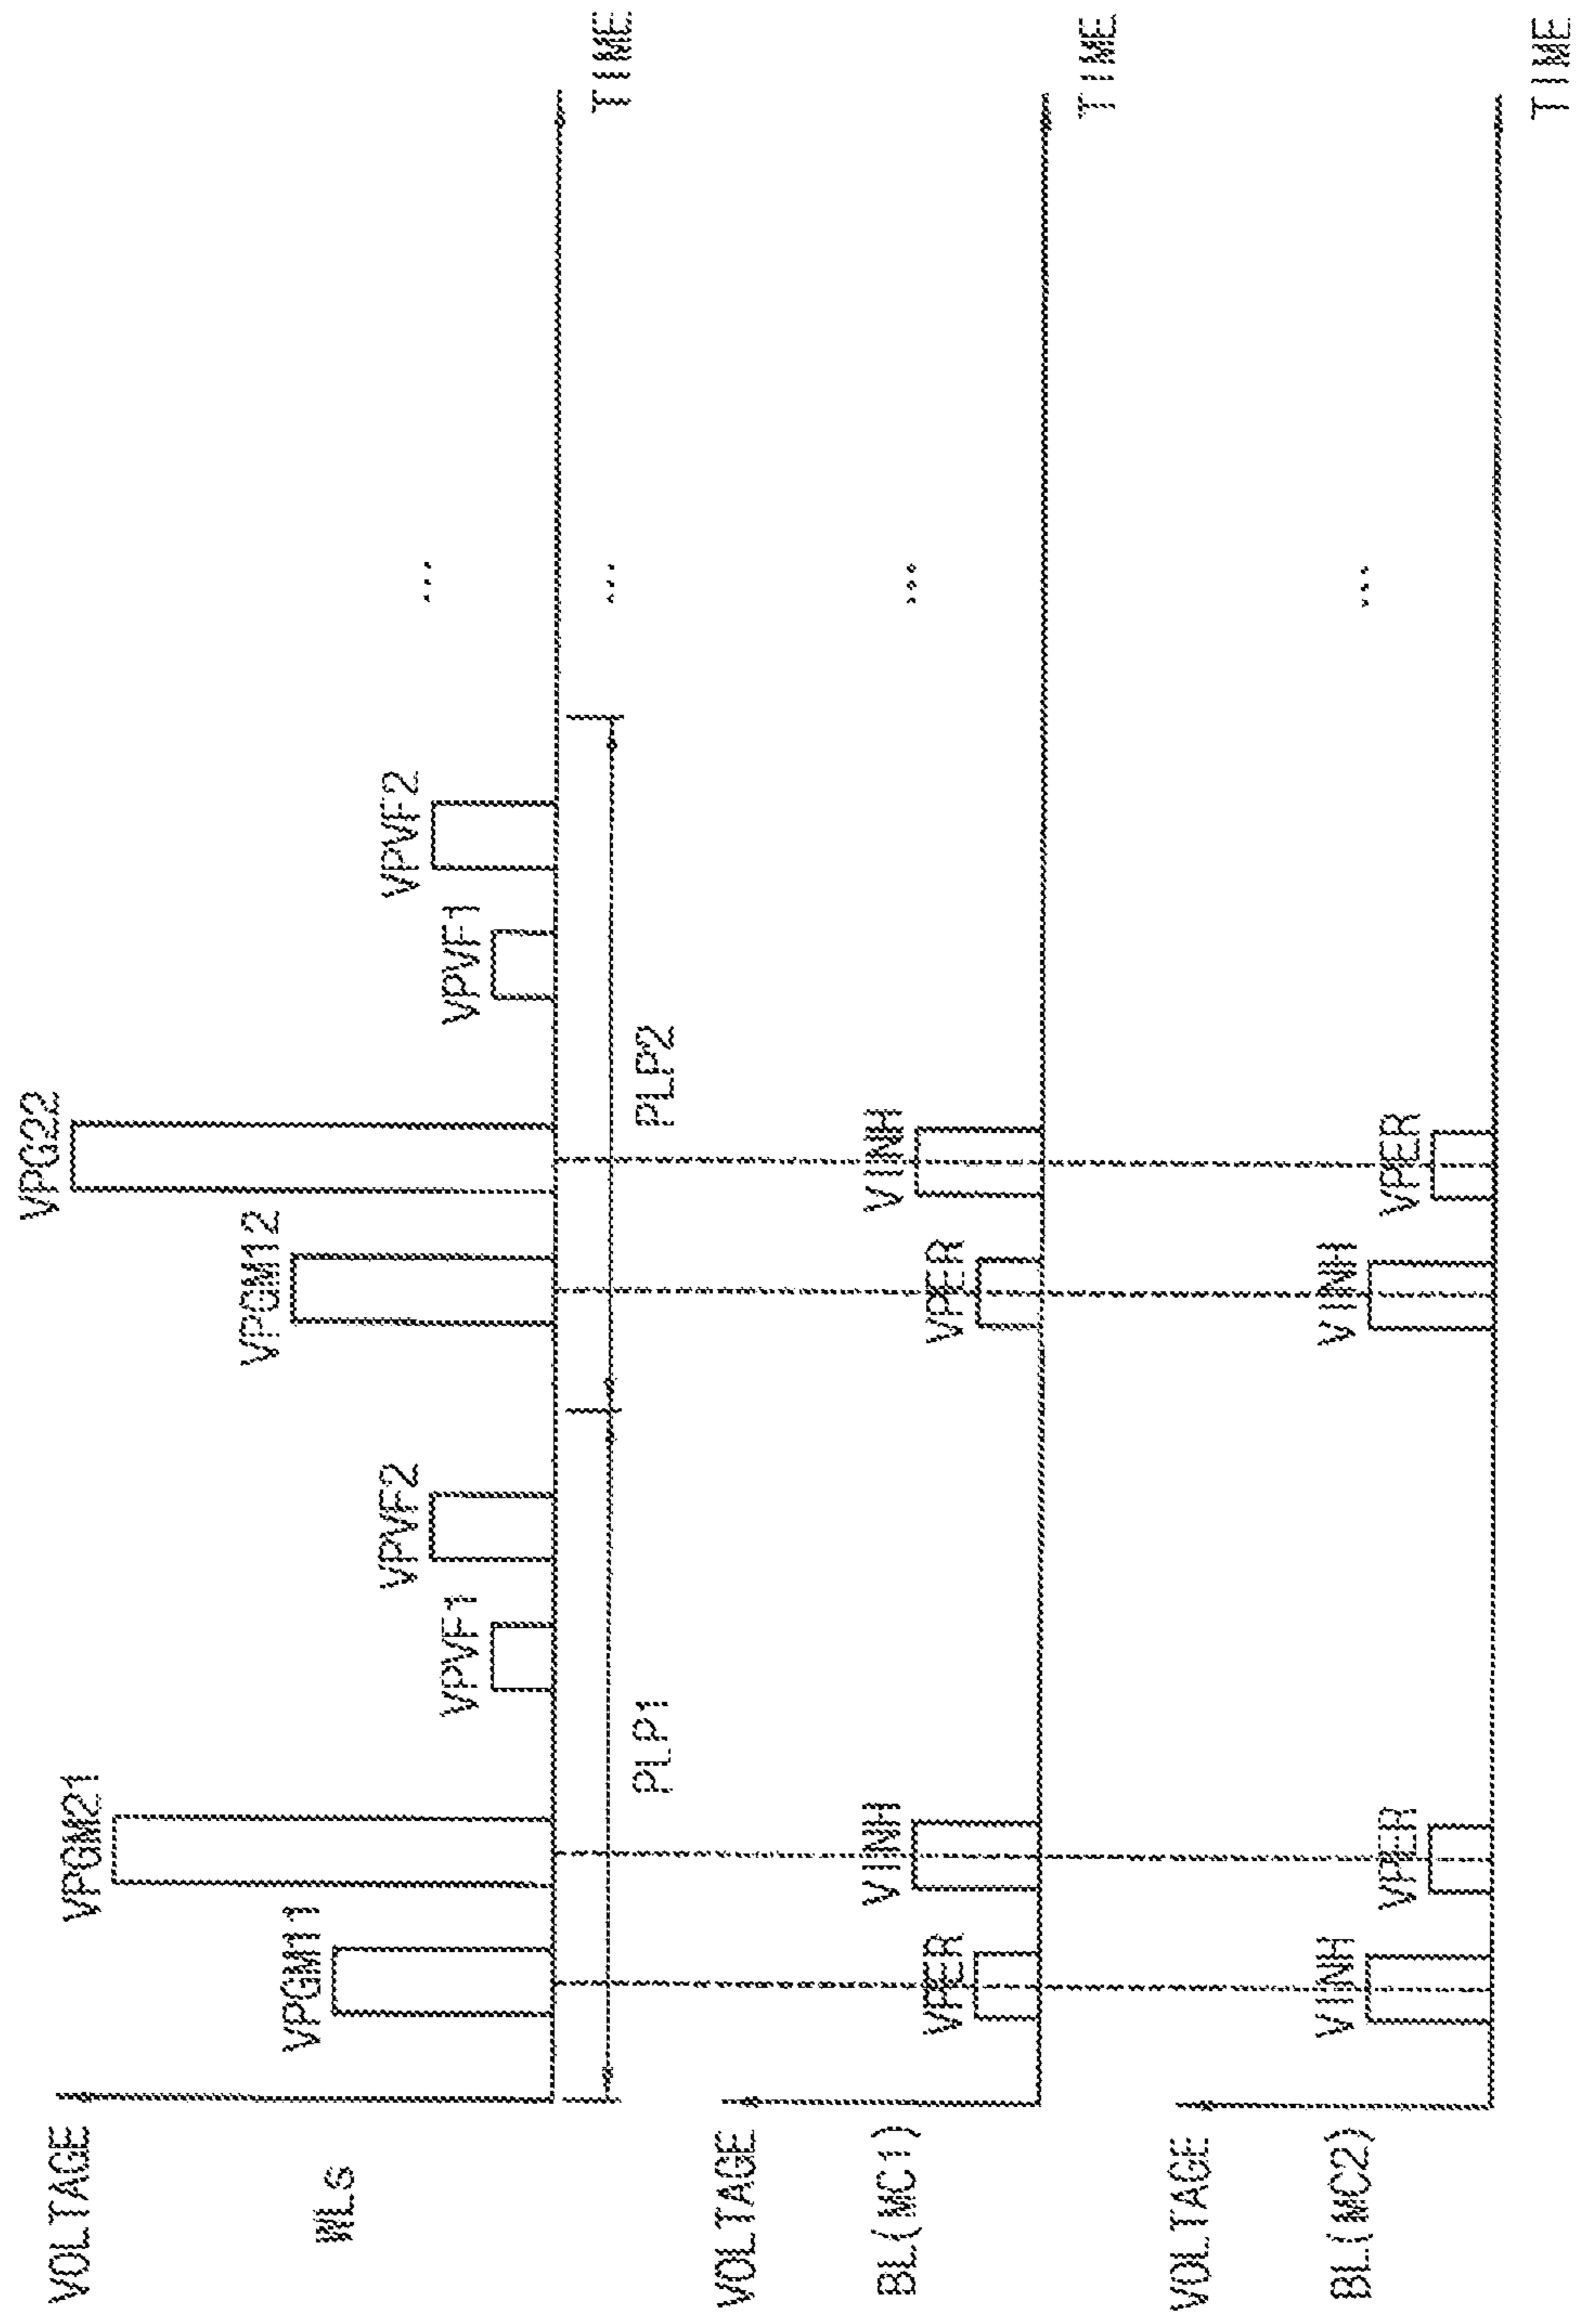 VOLTAGE
WLs
VPGM11
VPGM21
VPVF1
VPVF2
VPGM12
VPG22
VPVF1
VPVF2
...
TIME
PLP1
PLP2
...
VOLTAGE
BL(MC1)
VPER
VINH
VPER
VINH
...
TIME
VOLTAGE
BL(MC2)
VINH
VPER
VINH
VPER
...
TIME